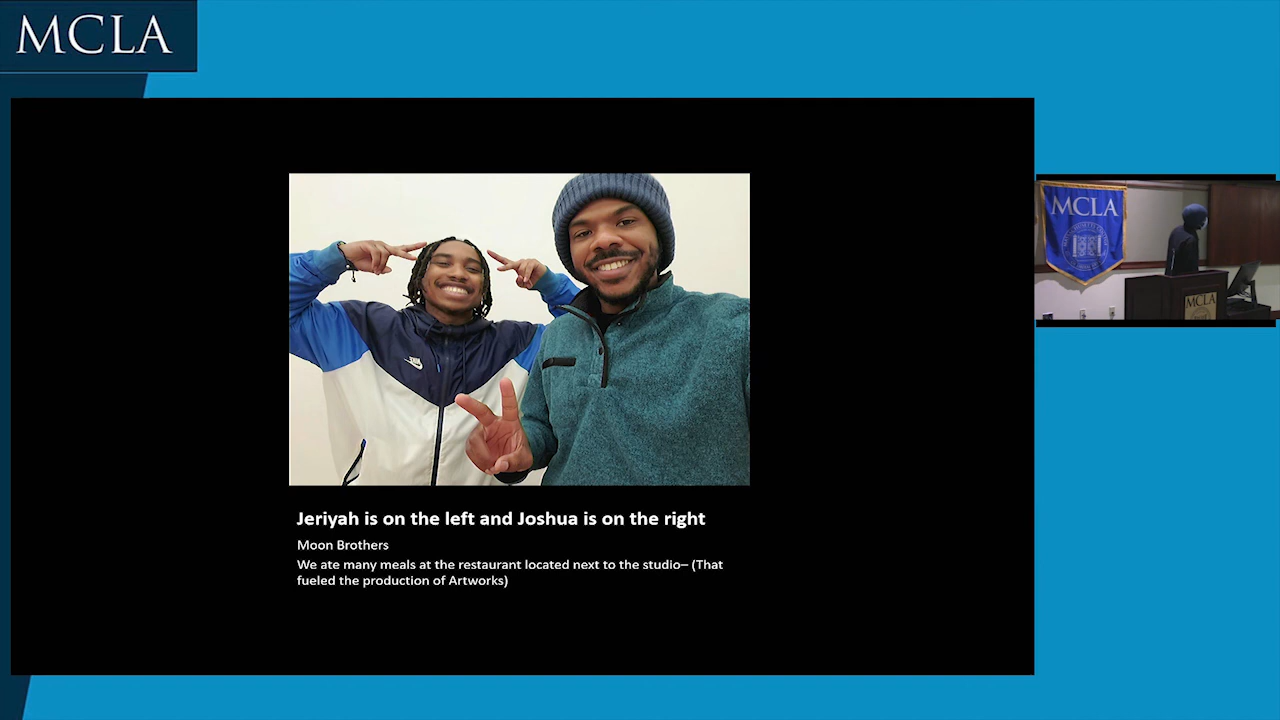 MCLA
Jeriyah is on the left and Joshua is on the right
Moon Brothers
We ate many meals at the restaurant located next to the studio– (That
fueled the production of Artworks)
MCLA
MCLA